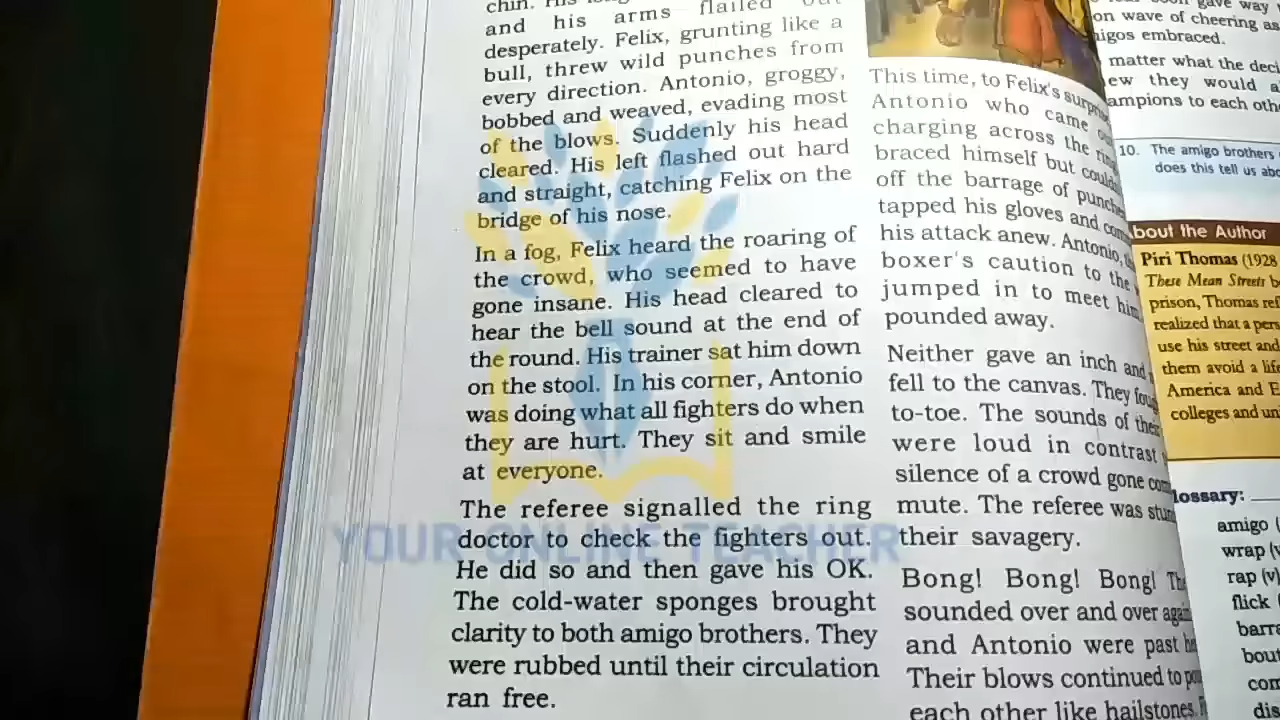 chin. His
and his arms flailed out
desperately. Felix, grunting like a
bull, threw wild punches from
every direction. Antonio, groggy,
bobbed and weaved, evading most
of the blows. Suddenly his head
cleared. His left flashed out hard
and straight, catching Felix on the
bridge of his nose.
In a fog, Felix heard the roaring of
the crowd, who seemed to have
gone insane. His head cleared to
hear the bell sound at the end of
the round. His trainer sat him down
on the stool. In his corner, Antonio
was doing what all fighters do when
they are hurt. They sit and smile
at everyone.
The referee signalled the ring
doctor to check the fighters out.
He did so and then gave his OK.
The cold-water sponges brought
clarity to both amigo brothers. They
were rubbed until their circulation
ran free.
This time, to Felix's
Antonio who came
charging across the
braced himself but
off the barrage of
tapped his gloves and
his attack anew. Antonio,
boxer's caution to the
jumped in to meet him
pounded away.
Neither gave an inch and
fell to the canvas. They
to-toe. The sounds of
were loud in contrast
silence of a crowd gone
mute. The referee was
their savagery.
Bong! Bong! Bong!
sounded over and over
and Antonio were past
Their blows continued to
each other like hailstones.
gave way
on wave of cheering as
embraced.
matter what the
they would
to each
10. The amigo brothers
does this tell us
the Author
Piri Thomas (1928
These Mean Streets
prison, Thomas
realized that a
use his street and
them avoid a
America and
colleges and
amigo
wrap
rap
flick
YOUR ONLINE TEACHER